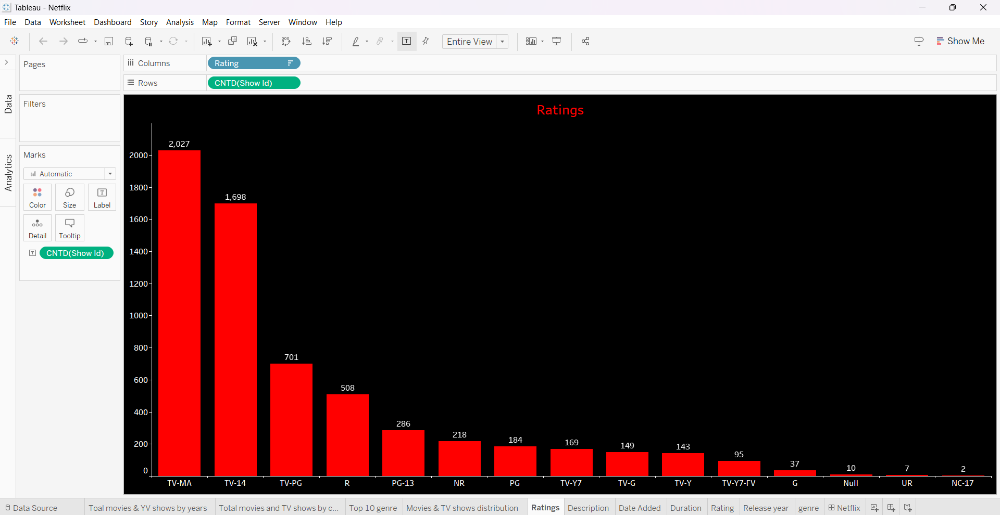 Tableau - Netflix
File Data Worksheet Dashboard Story Analysis Map Format Server Window Help
Entire View
Show Me
Data
Analytics
Pages
Filters
Marks
Automatic
Color Size Label
Detail Tooltip
CNTD(Show Id)
Columns Rating
Rows CNTD(Show Id)
Ratings
2000
1800
1600
1400
1200
1000
800
600
400
200
0
2,027
1,698
701
508
286
218
184
169
149
143
95
37
10
7
2
TV-MA TV-14 TV-PG R PG-13 NR PG TV-Y7 TV-G TV-Y TV-Y7-FV G Null UR NC-17
Data Source Toal movies & YV shows by years Total movies and TV shows by c... Top 10 genre Movies & TV shows distribution Ratings Description Date Added Duration Rating Release year genre Netflix